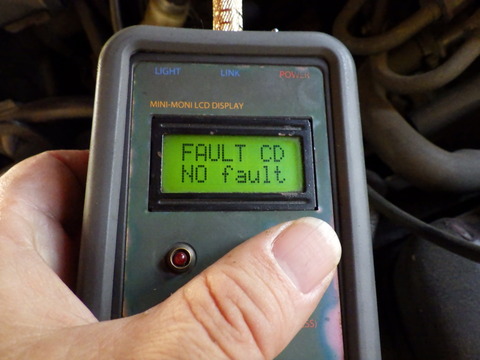 LIGHT LINK POWER
MINI-MONI LCD DISPLAY
FAULT CD
NO fault